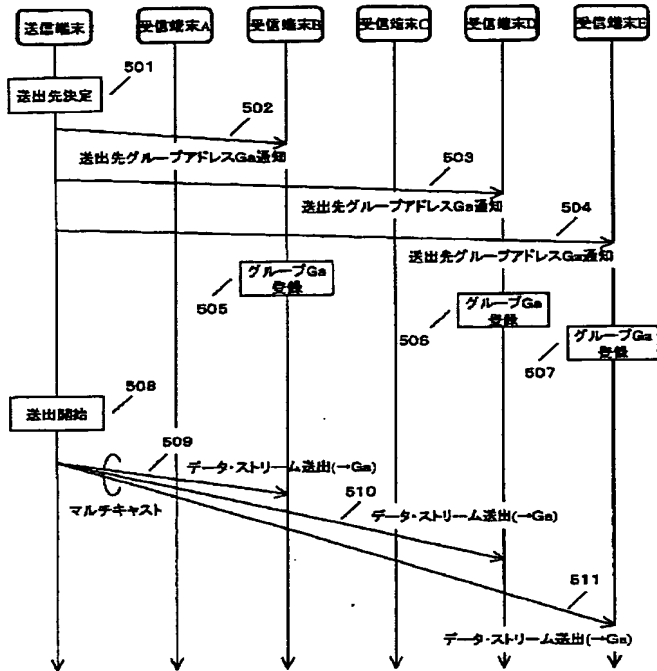 送信端末
受信端末A
受信端末B
受信端末C
受信端末D
受信端末E
送出先決定
501
502
送出先グループアドレスGa通知
503
送出先グループアドレスGa通知
504
送出先グループアドレスGa通知
グループGa
登録
505
グループGa
登録
506
グループGa
登録
507
送出開始
508
509
データ・ストリーム送出(→Ga)
マルチキャスト
510
データ・ストリーム送出(→Ga)
511
データ・ストリーム送出(→Ga)